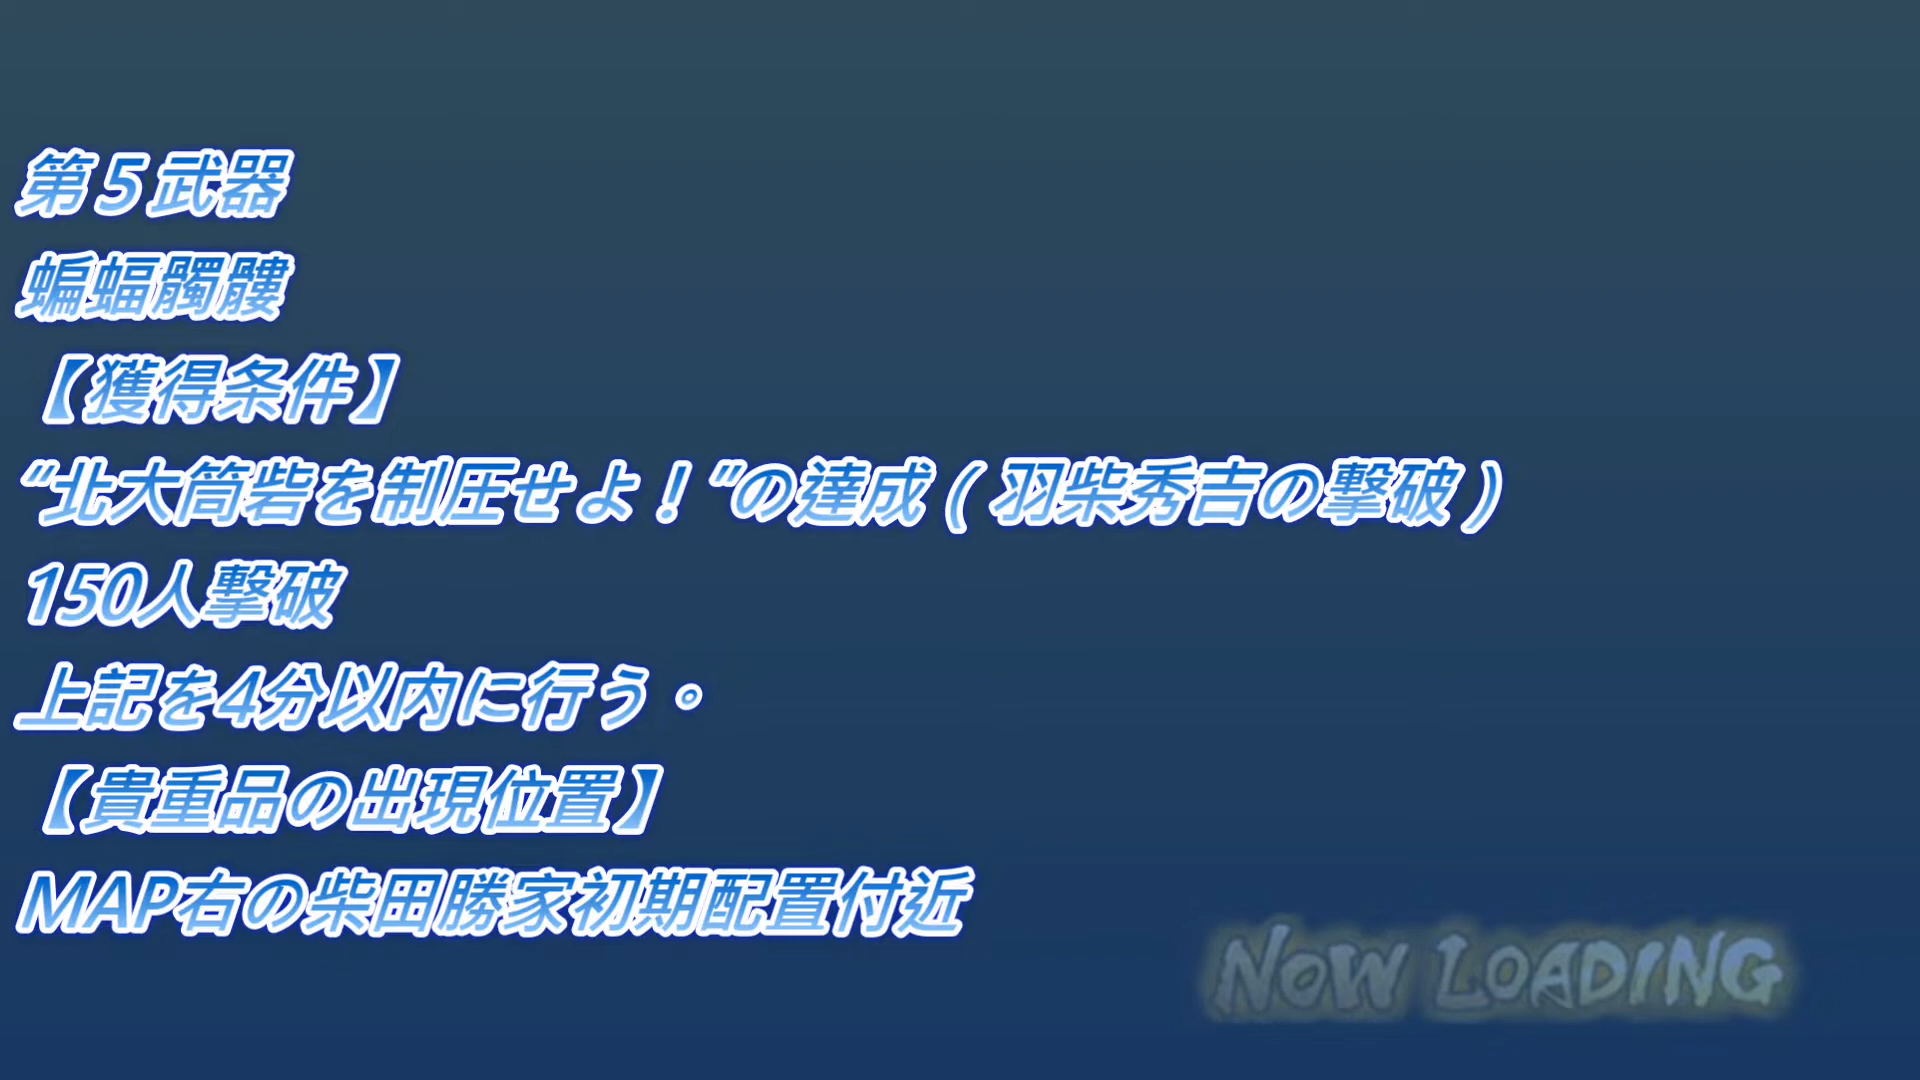 第５武器
蝙蝠髑髏
【獲得条件】
“北大筒砦を制圧せよ！”の達成（羽柴秀吉の撃破）
150人撃破
上記を4分以内に行う。
【貴重品の出現位置】
MAP右の柴田勝家初期配置付近
NOW LOADING